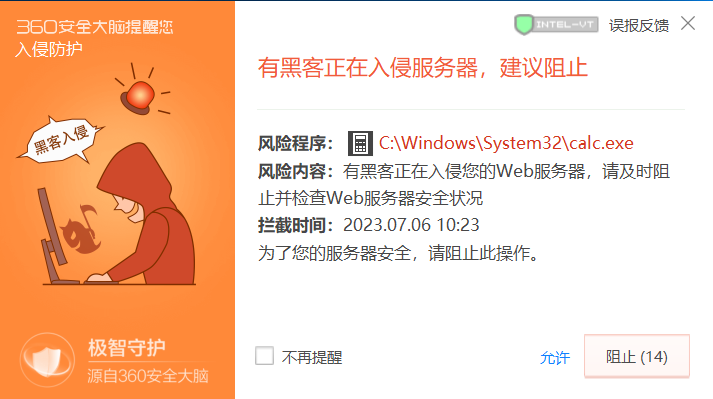 360安全大脑提醒您
入侵防护
黑客入侵
极智守护
源自360安全大脑
INTEL-VT
误报反馈
有黑客正在入侵服务器，建议阻止
风险程序： C:\Windows\System32\calc.exe
风险内容：有黑客正在入侵您的Web服务器，请及时阻
止并检查Web服务器安全状况
拦截时间：2023.07.06 10:23
为了您的服务器安全，请阻止此操作。
不再提醒
允许
阻止 (14)